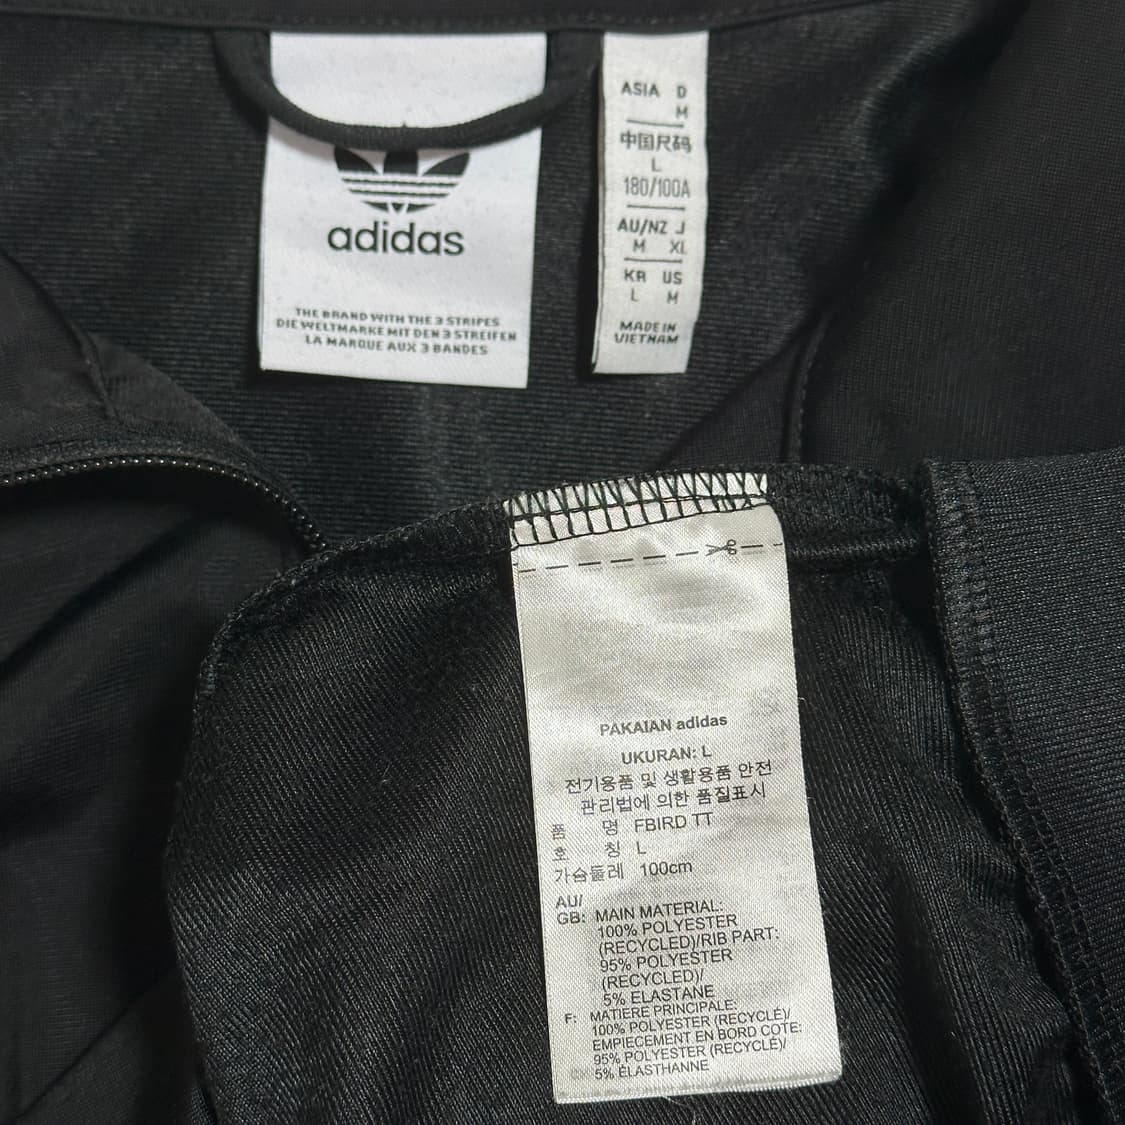 adidas
THE BRAND WITH THE 3 STRIPES
DIE WELTMARKE MIT DEN 3 STREIFEN
LA MARQUE AUX 3 BANDES
ASIA D
M
中国尺码
L
180/100A
AU/NZ J
M XL
KR US
L M
MADE IN
VIETNAM
PAKAIAN adidas
UKURAN: L
전기용품 및 생활용품 안전
관리법에 의한 품질표시
품 명 FBIRD TT
호 칭 L
가슴둘레 100cm
AU/
GB: MAIN MATERIAL:
100% POLYESTER
(RECYCLED)/RIB PART:
95% POLYESTER
(RECYCLED)/
5% ELASTANE
F: MATIERE PRINCIPALE:
100% POLYESTER (RECYCLÉ)/
EMPIECEMENT EN BORD COTE:
95% POLYESTER (RECYCLÉ)/
5% ÉLASTHANNE